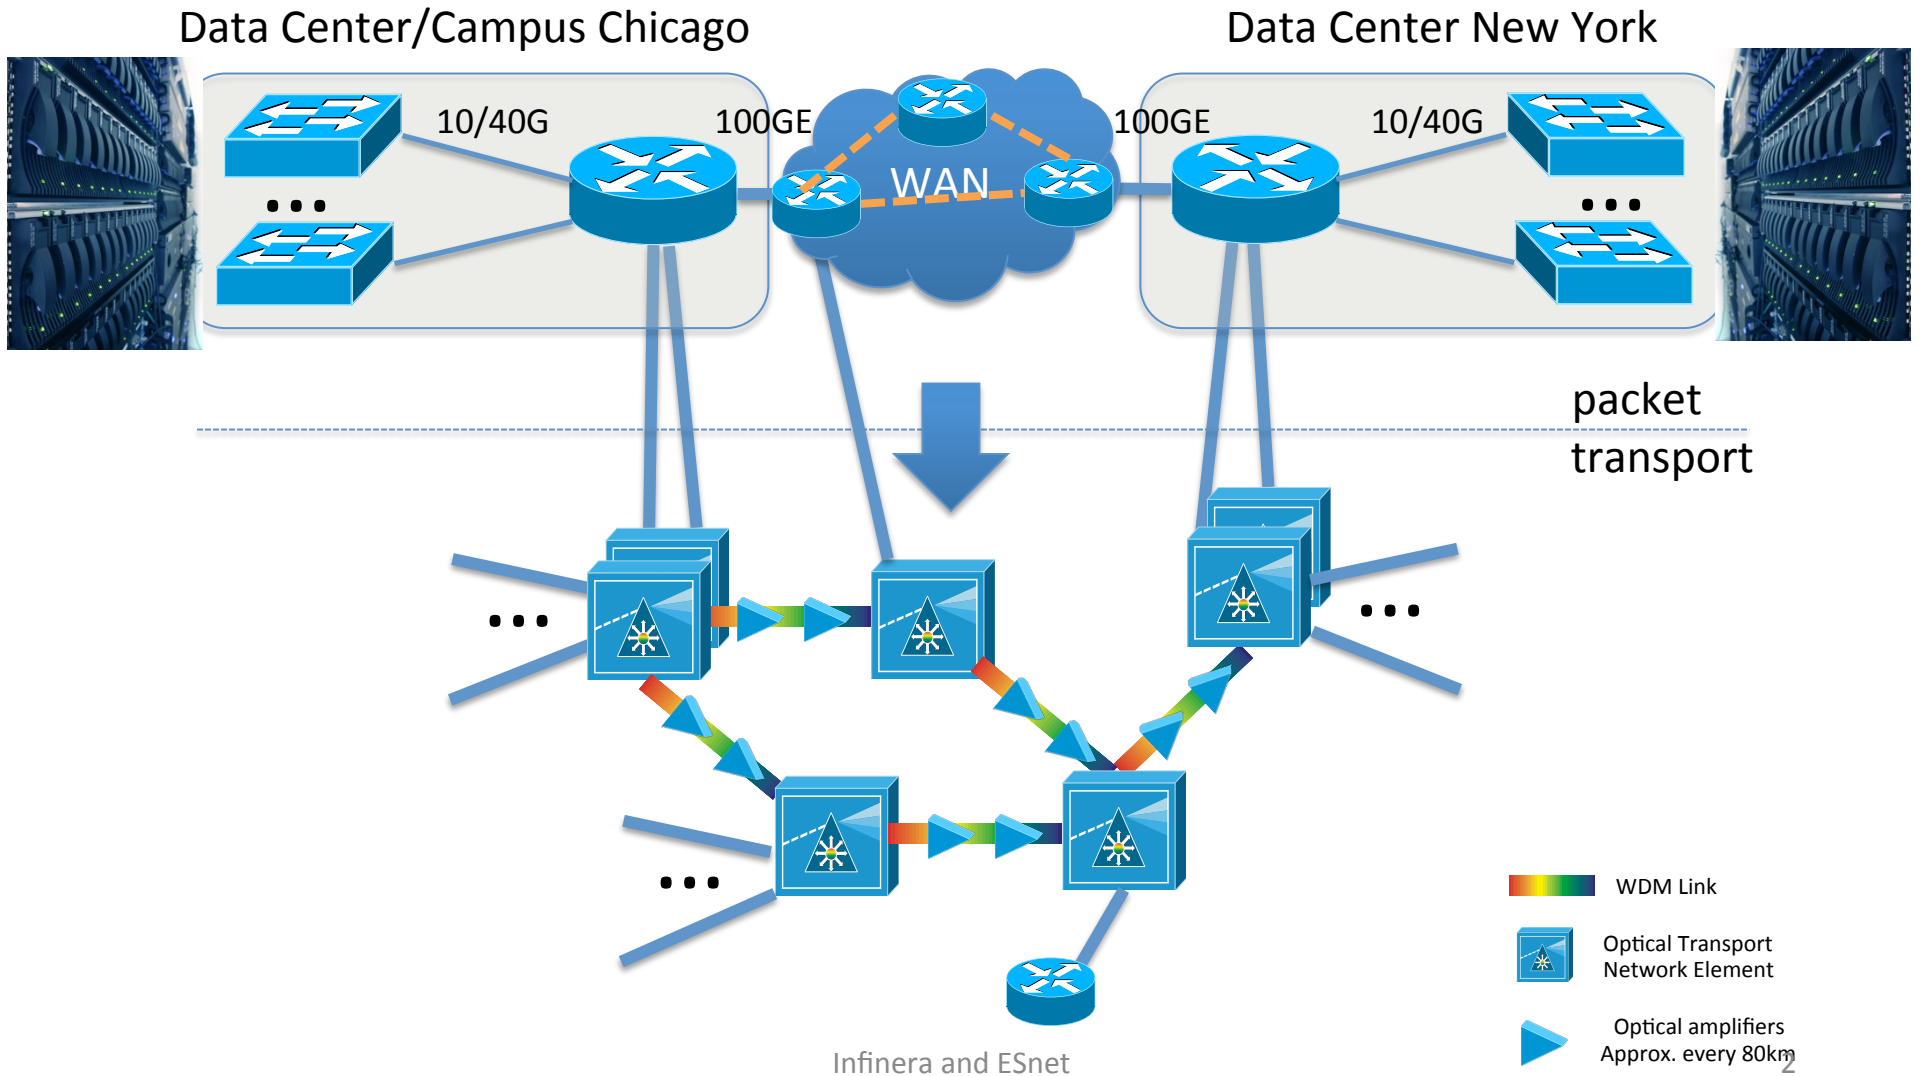 Data Center/Campus Chicago
Data Center New York
10/40G
100GE
WAN
100GE
10/40G
packet
transport
WDM Link
Optical Transport
Network Element
Optical amplifiers
Approx. every 80km
Infinera and ESnet
2